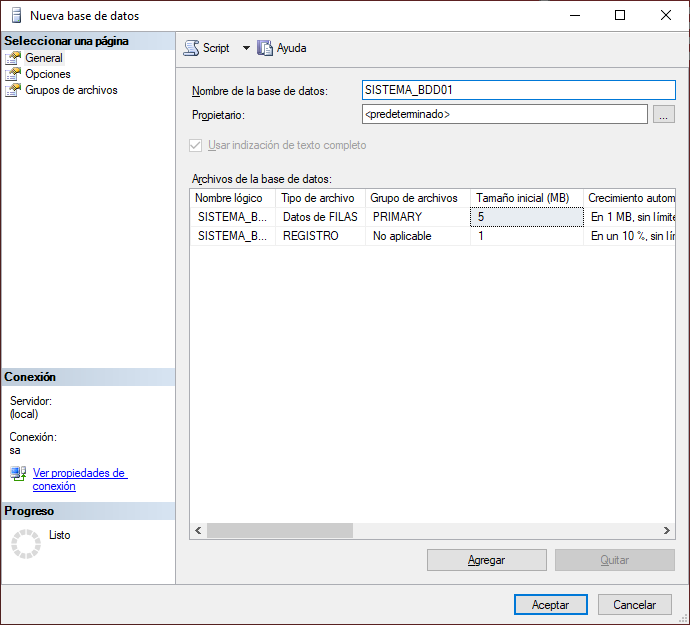 Nueva base de datos
Seleccionar una página
General
Opciones
Grupos de archivos
Conexión
Servidor:
(local)
Conexión:
sa
Ver propiedades de
conexión
Progreso
Listo
Script
Ayuda
Nombre de la base de datos:
SISTEMA_BDD01
Propietario:
<predeterminado>
...
Usar indización de texto completo
Archivos de la base de datos:
Nombre lógico Tipo de archivo Grupo de archivos Tamaño inicial (MB) Crecimiento autom
SISTEMA_B... Datos de FILAS PRIMARY 5 En 1 MB, sin límite
SISTEMA_B... REGISTRO No aplicable 1 En un 10 %, sin lím
Agregar
Quitar
Aceptar
Cancelar